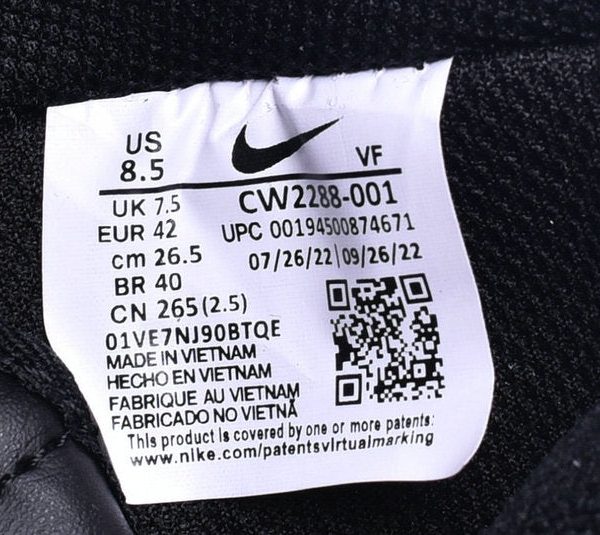 US
8.5
VF
UK 7.5
CW2288-001
EUR 42
UPC 00194500874671
cm 26.5
07/26/22|09/26/22
BR 40
CN 265(2.5)
01VE7NJ90BTQE
MADE IN VIETNAM
HECHO EN VIETNAM
FABRIQUE AU VIETNAM
FABRICADO NO VIETNÃ
This product is covered by one or more patents:
www.nike.com/patentsvirtualmarking